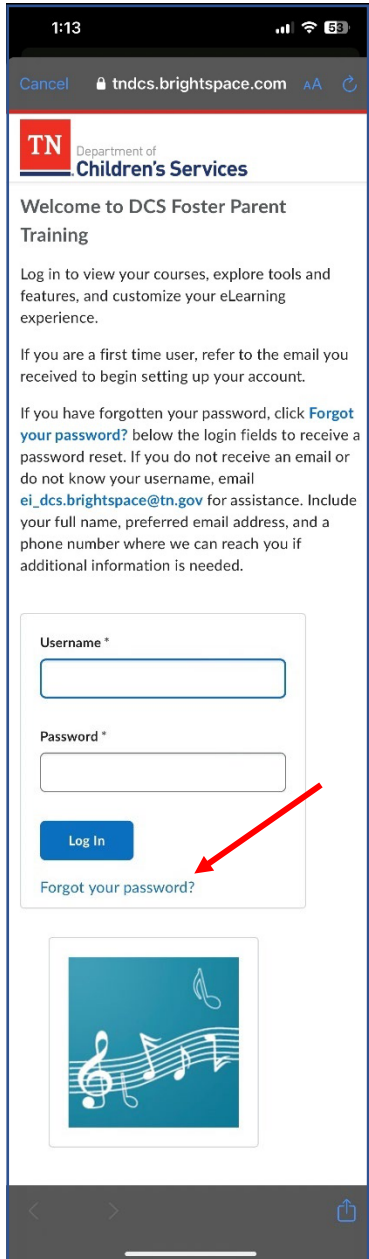 1:13
53
Cancel tndcs.brightspace.com AA
TN Department of
Children's Services
Welcome to DCS Foster Parent
Training
Log in to view your courses, explore tools and
features, and customize your eLearning
experience.
If you are a first time user, refer to the email you
received to begin setting up your account.
If you have forgotten your password, click Forgot
your password? below the login fields to receive a
password reset. If you do not receive an email or
do not know your username, email
ei_dcs.brightspace@tn.gov for assistance. Include
your full name, preferred email address, and a
phone number where we can reach you if
additional information is needed.
Username *
Password *
Log In
Forgot your password?